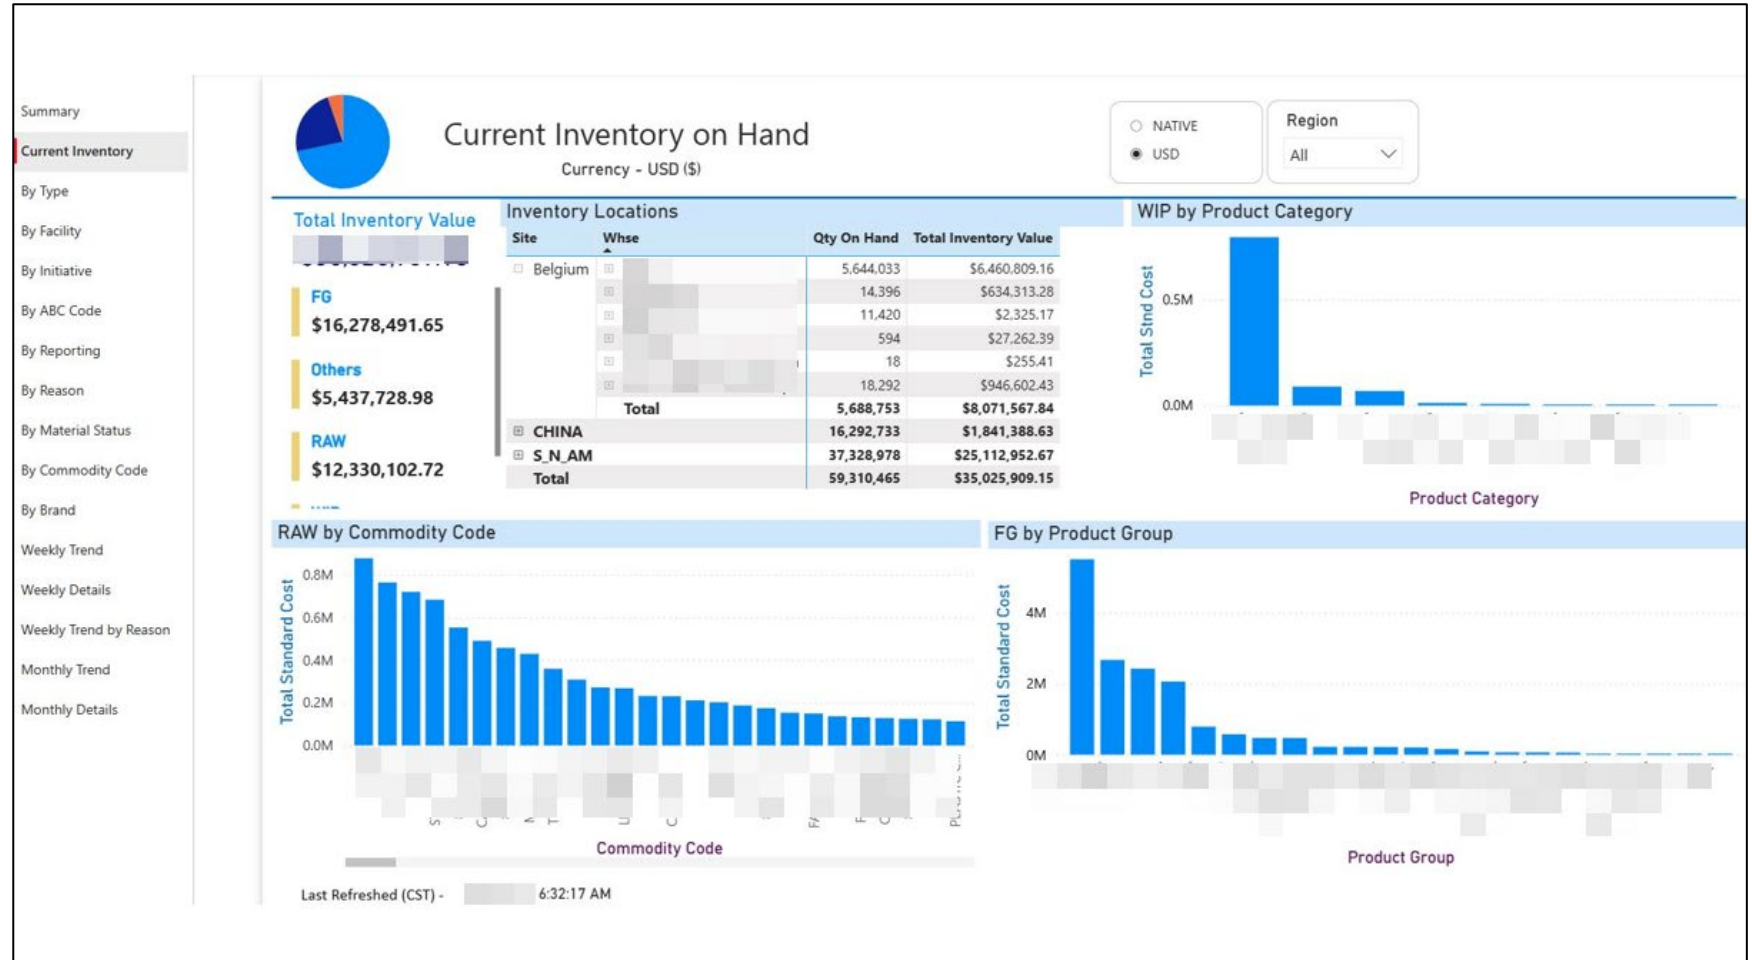 Summary
Current Inventory
By Type
By Facility
By Initiative
By ABC Code
By Reporting
By Reason
By Material Status
By Commodity Code
By Brand
Weekly Trend
Weekly Details
Weekly Trend by Reason
Monthly Trend
Monthly Details
Current Inventory on Hand
Currency - USD ($)
NATIVE
USD
Region
All
Total Inventory Value
FG
$16,278,491.65
Others
$5,437,728.98
RAW
$12,330,102.72
Inventory Locations
Site Whse Qty On Hand Total Inventory Value
Belgium 5,644,033 $6,460,809.16
14,396 $634,313.28
11,420 $2,325.17
594 $27,262.39
18 $255.41
18,292 $946,602.43
Total 5,688,753 $8,071,567.84
CHINA 16,292,733 $1,841,388.63
S_N_AM 37,328,978 $25,112,952.67
Total 59,310,465 $35,025,909.15
WIP by Product Category
Total Stnd Cost
0.5M
0.0M
Product Category
RAW by Commodity Code
Total Standard Cost
0.8M
0.6M
0.4M
0.2M
0.0M
Commodity Code
FG by Product Group
Total Standard Cost
4M
2M
0M
Product Group
Last Refreshed (CST) - 6:32:17 AM